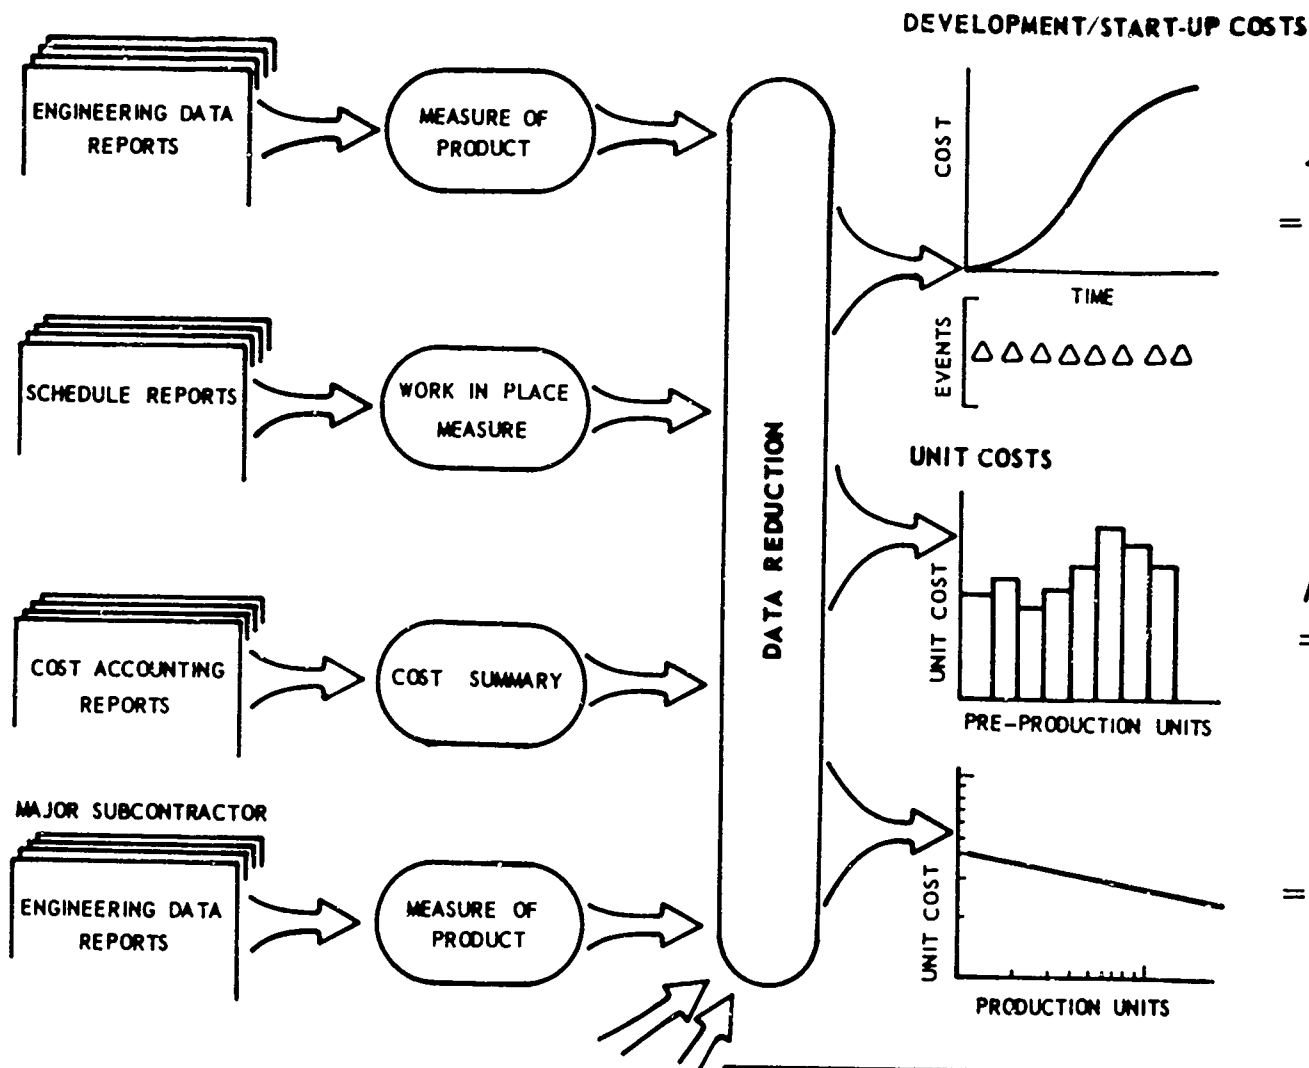 DEVELOPMENT/START-UP COSTS
ENGINEERING DATA
REPORTS
MEASURE OF
PRODUCT
COST
TIME
EVENTS
SCHEDULE REPORTS
WORK IN PLACE
MEASURE
DATA REDUCTION
UNIT COSTS
UNIT COST
PRE-PRODUCTION UNITS
COST ACCOUNTING
REPORTS
COST SUMMARY
MAJOR SUBCONTRACTOR
ENGINEERING DATA
REPORTS
MEASURE OF
PRODUCT
UNIT COST
PRODUCTION UNITS
=
=
=